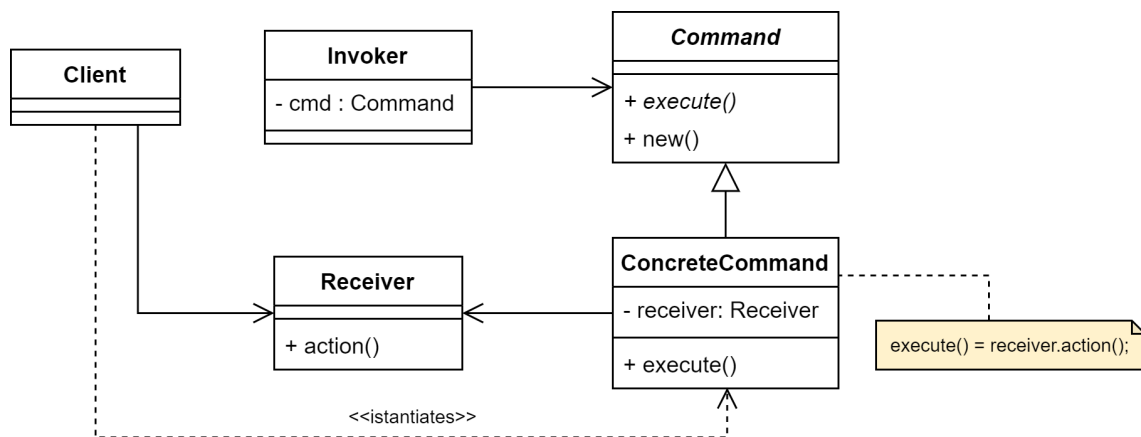 Client
Invoker
- cmd : Command
Command
+ execute()
+ new()
Receiver
+ action()
ConcreteCommand
- receiver: Receiver
+ execute()
execute() = receiver.action();
<<istantiates>>